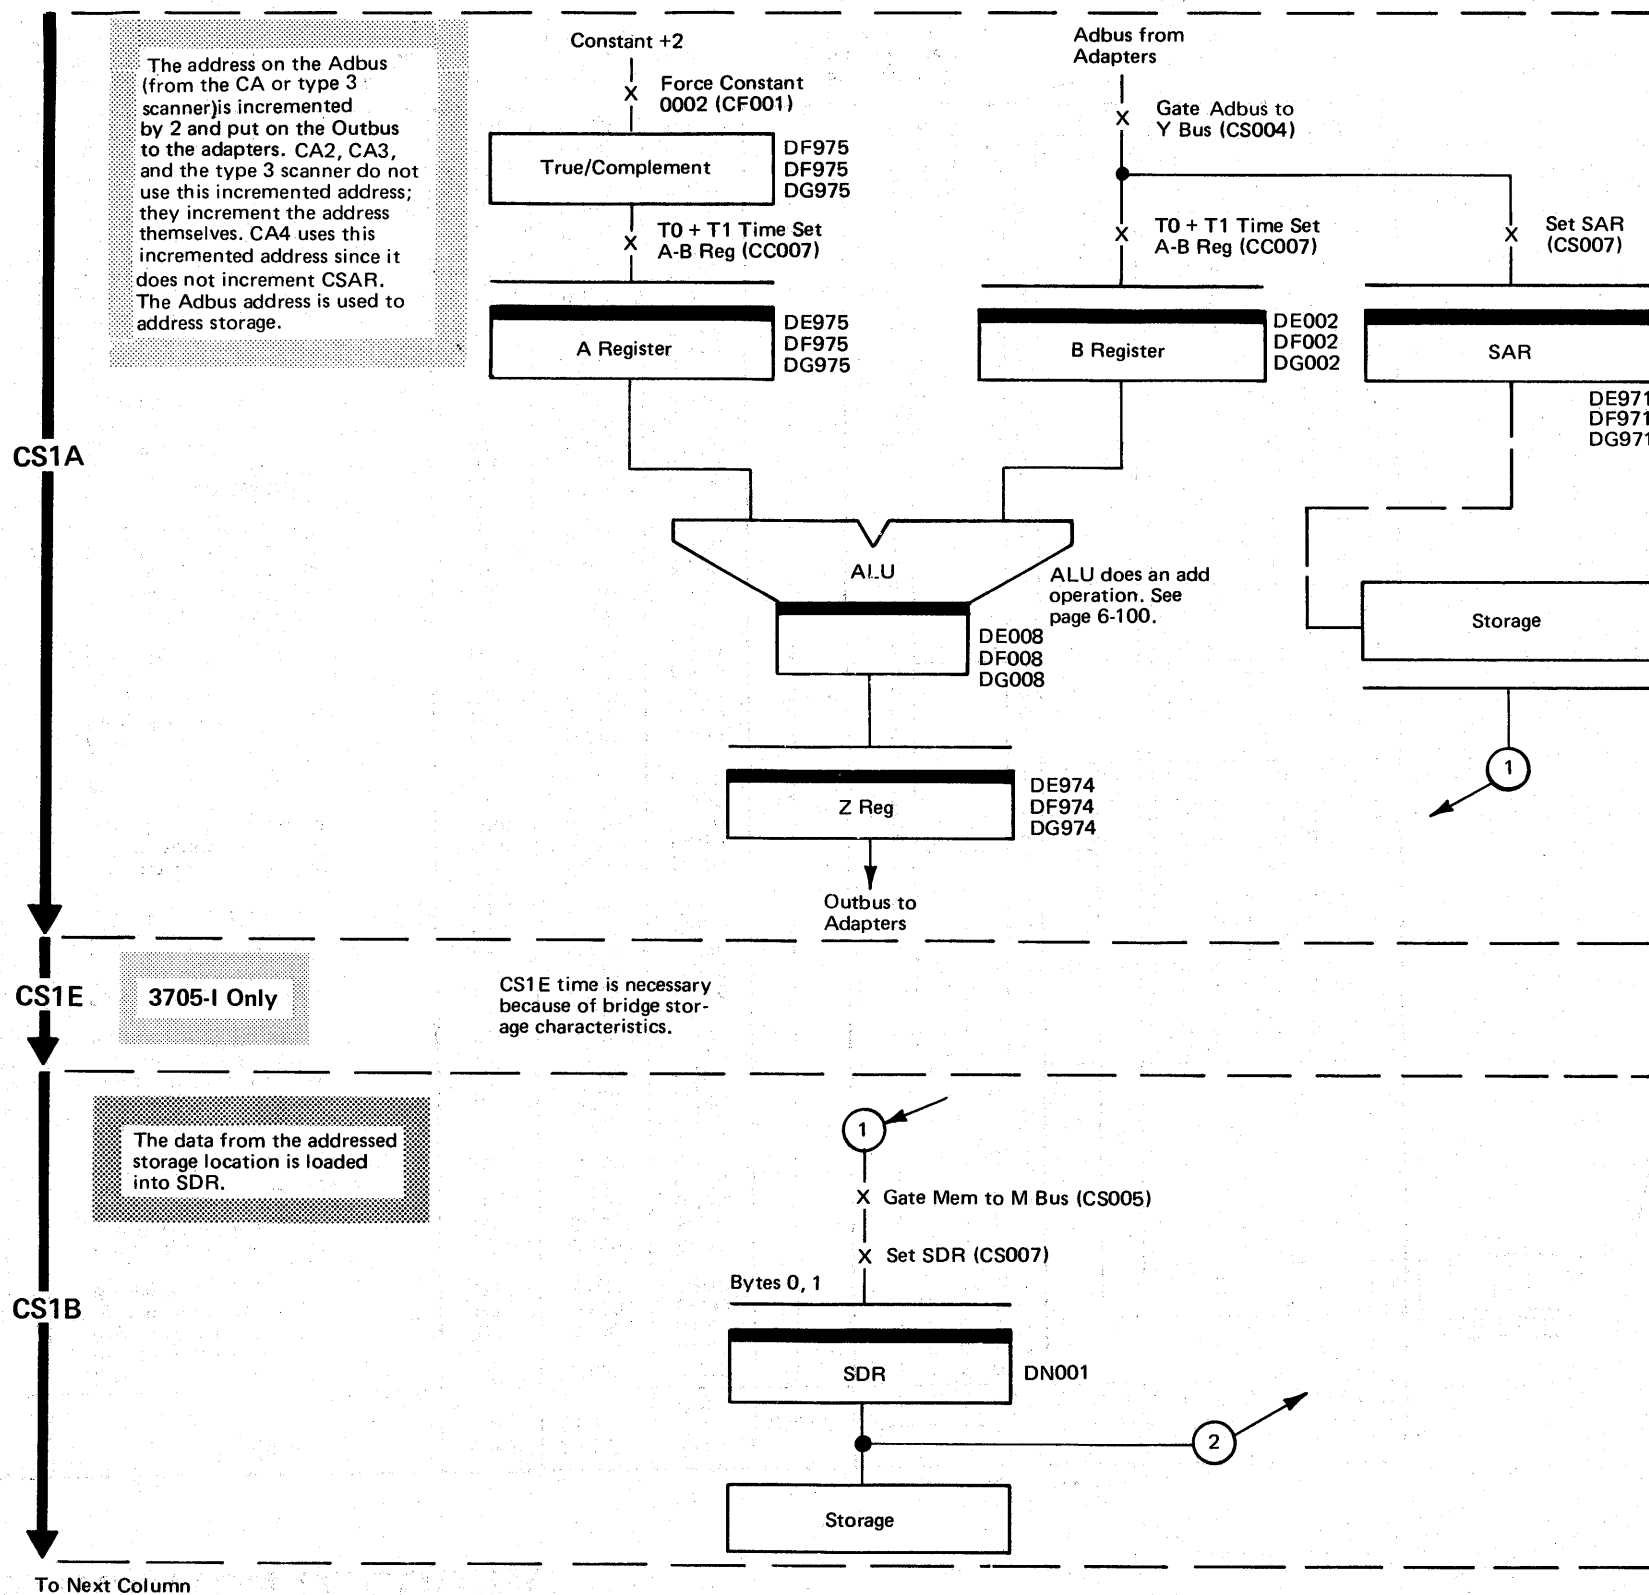 The address on the Adbus
(from the CA or type 3
scanner)is incremented
by 2 and put on the Outbus
to the adapters. CA2, CA3,
and the type 3 scanner do not
use this incremented address;
they increment the address
themselves. CA4 uses this
incremented address since it
does not increment CSAR.
The Adbus address is used to
address storage.
Constant +2
Force Constant
0002 (CF001)
True/Complement
DF975
DF975
DG975
T0 + T1 Time Set
A-B Reg (CC007)
A Register
DE975
DF975
DG975
Adbus from
Adapters
Gate Adbus to
Y Bus (CS004)
T0 + T1 Time Set
A-B Reg (CC007)
B Register
DE002
DF002
DG002
Set SAR
(CS007)
SAR
DE971
DF971
DG971
CS1A
ALU
ALU does an add
operation. See
page 6-100.
DE008
DF008
DG008
Storage
1
Z Reg
DE974
DF974
DG974
Outbus to
Adapters
CS1E
3705-I Only
CS1E time is necessary
because of bridge stor-
age characteristics.
The data from the addressed
storage location is loaded
into SDR.
1
X Gate Mem to M Bus (CS005)
X Set SDR (CS007)
Bytes 0, 1
CS1B
SDR
DN001
2
Storage
To Next Column